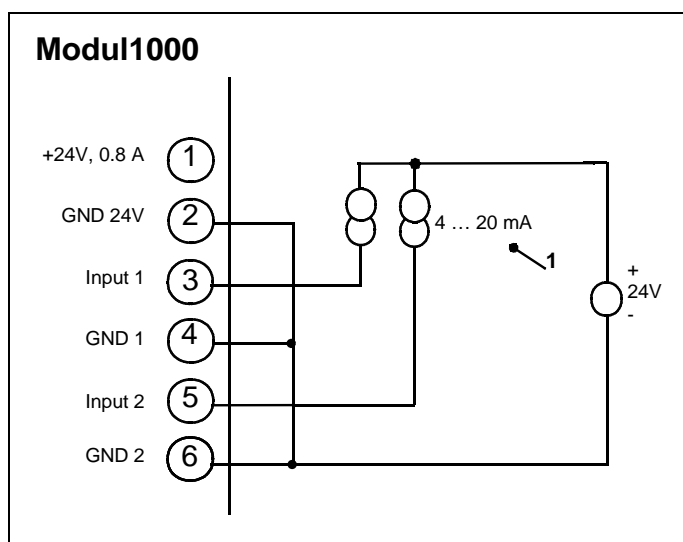 Modul1000
+24V, 0.8 A 1
GND 24V 2
Input 1 3
GND 1 4
Input 2 5
GND 2 6
4 … 20 mA
1
+
24V
-